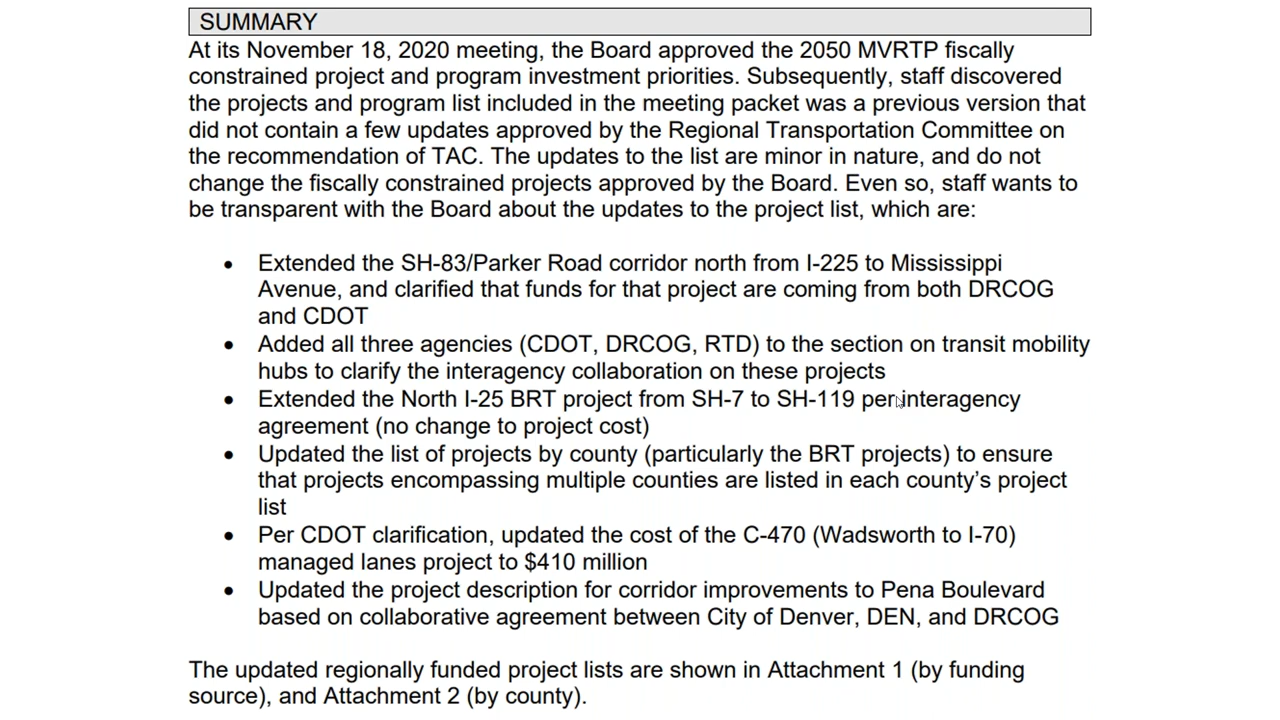 SUMMARY
At its November 18, 2020 meeting, the Board approved the 2050 MVRTP fiscally
constrained project and program investment priorities. Subsequently, staff discovered
the projects and program list included in the meeting packet was a previous version that
did not contain a few updates approved by the Regional Transportation Committee on
the recommendation of TAC. The updates to the list are minor in nature, and do not
change the fiscally constrained projects approved by the Board. Even so, staff wants to
be transparent with the Board about the updates to the project list, which are:
• Extended the SH-83/Parker Road corridor north from I-225 to Mississippi
Avenue, and clarified that funds for that project are coming from both DRCOG
and CDOT
• Added all three agencies (CDOT, DRCOG, RTD) to the section on transit mobility
hubs to clarify the interagency collaboration on these projects
• Extended the North I-25 BRT project from SH-7 to SH-119 per interagency
agreement (no change to project cost)
• Updated the list of projects by county (particularly the BRT projects) to ensure
that projects encompassing multiple counties are listed in each county's project
list
• Per CDOT clarification, updated the cost of the C-470 (Wadsworth to I-70)
managed lanes project to $410 million
• Updated the project description for corridor improvements to Pena Boulevard
based on collaborative agreement between City of Denver, DEN, and DRCOG
The updated regionally funded project lists are shown in Attachment 1 (by funding
source), and Attachment 2 (by county).